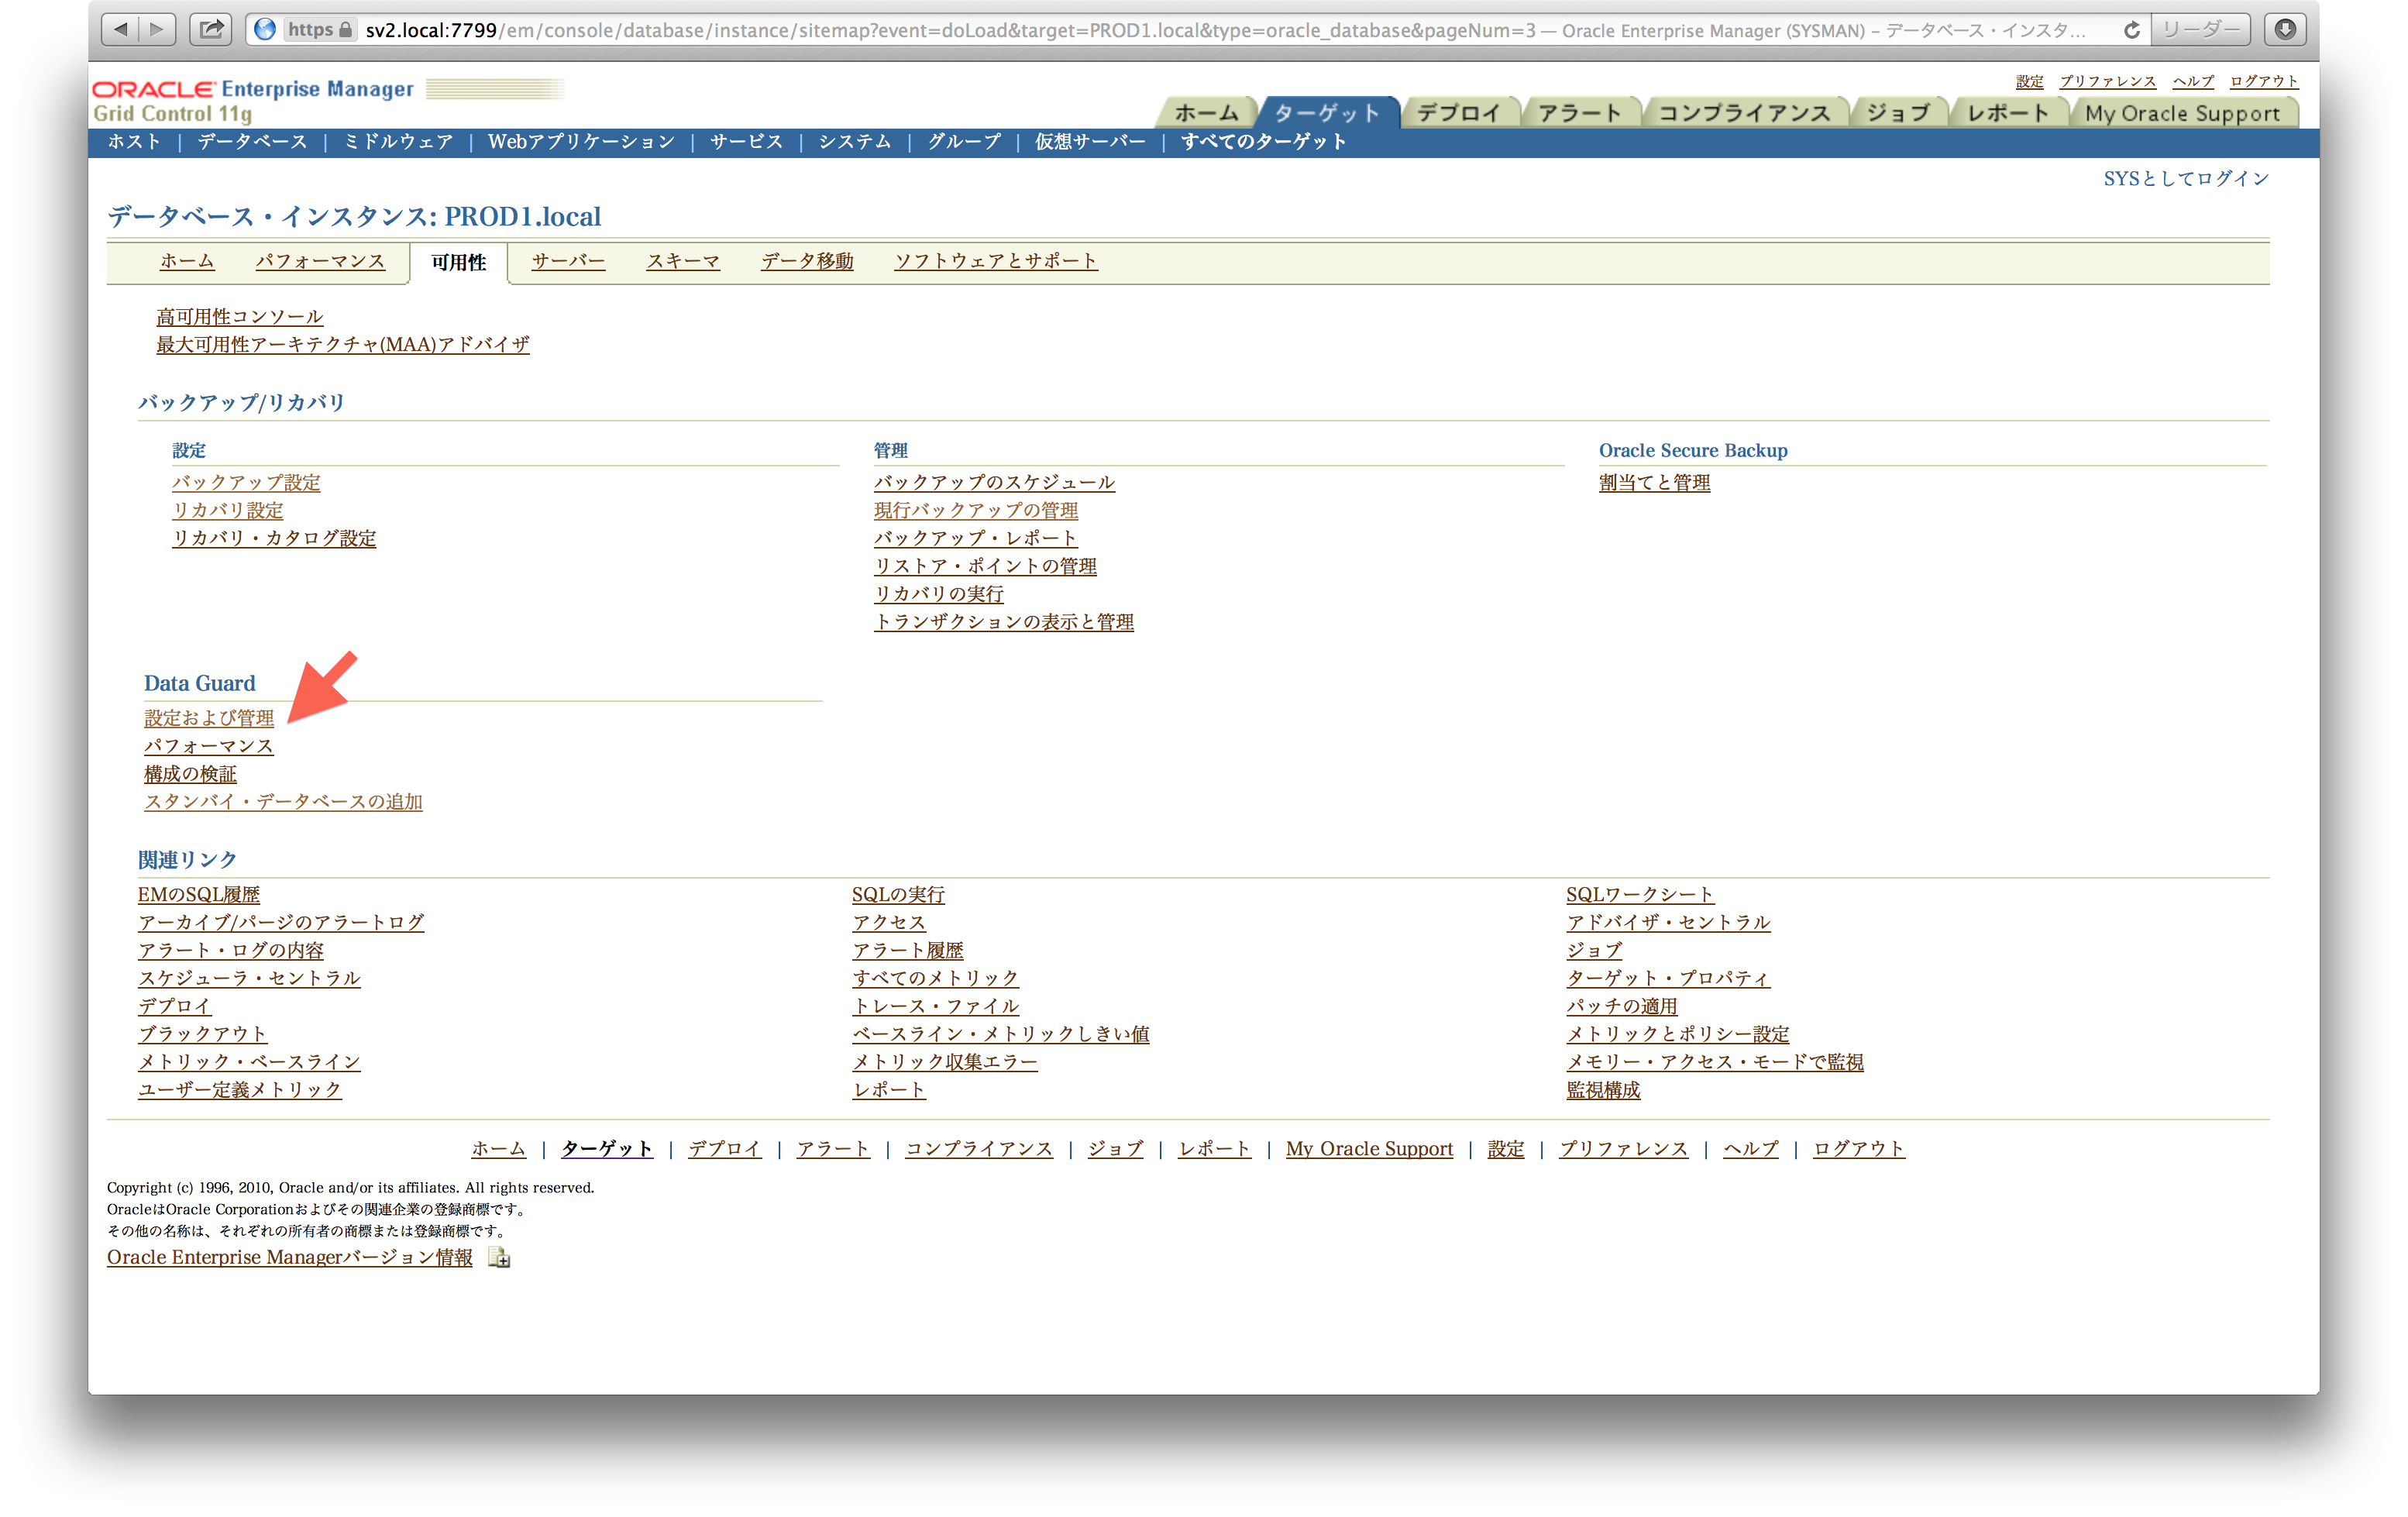 https sv2.local:7799/em/console/database/instance/sitemap?event=doLoad&target=PROD1.local&type=oracle_database&pageNum=3 — Oracle Enterprise Manager (SYSMAN) – データベース・インスタ... リーダー
設定 プリファレンス ヘルプ ログアウト
ORACLE Enterprise Manager
Grid Control 11g
ホーム ターゲット デプロイ アラート コンプライアンス ジョブ レポート My Oracle Support
ホスト | データベース | ミドルウェア | Webアプリケーション | サービス | システム | グループ | 仮想サーバー | すべてのターゲット
SYSとしてログイン
データベース・インスタンス: PROD1.local
ホーム パフォーマンス 可用性 サーバー スキーマ データ移動 ソフトウェアとサポート
高可用性コンソール
最大可用性アーキテクチャ(MAA)アドバイザ
バックアップ/リカバリ
設定
バックアップ設定
リカバリ設定
リカバリ・カタログ設定
管理
バックアップのスケジュール
現行バックアップの管理
バックアップ・レポート
リストア・ポイントの管理
リカバリの実行
トランザクションの表示と管理
Oracle Secure Backup
割当てと管理
Data Guard
設定および管理
パフォーマンス
構成の検証
スタンバイ・データベースの追加
関連リンク
EMのSQL履歴
アーカイブ/パージのアラートログ
アラート・ログの内容
スケジューラ・セントラル
デプロイ
ブラックアウト
メトリック・ベースライン
ユーザー定義メトリック
SQLの実行
アクセス
アラート履歴
すべてのメトリック
トレース・ファイル
ベースライン・メトリックしきい値
メトリック収集エラー
レポート
SQLワークシート
アドバイザ・セントラル
ジョブ
ターゲット・プロパティ
パッチの適用
メトリックとポリシー設定
メモリー・アクセス・モードで監視
監視構成
ホーム | ターゲット | デプロイ | アラート | コンプライアンス | ジョブ | レポート | My Oracle Support | 設定 | プリファレンス | ヘルプ | ログアウト
Copyright (c) 1996, 2010, Oracle and/or its affiliates. All rights reserved.
OracleはOracle Corporationおよびその関連企業の登録商標です。
その他の名称は、それぞれの所有者の商標または登録商標です。
Oracle Enterprise Managerバージョン情報